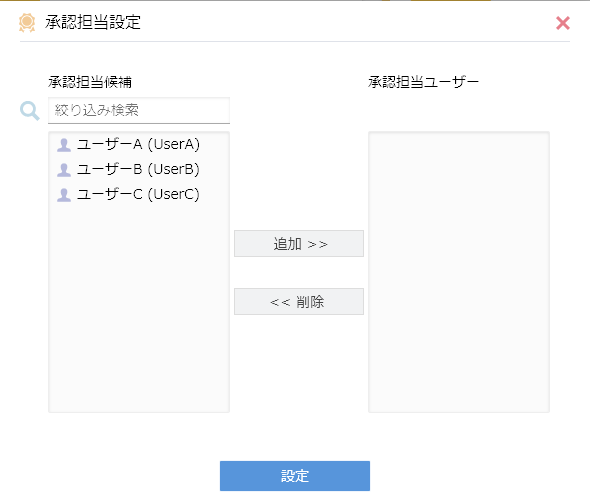 承認担当設定
承認担当候補
承認担当ユーザー
絞り込み検索
ユーザーA (UserA)
ユーザーB (UserB)
ユーザーC (UserC)
追加 >>
<< 削除
設定